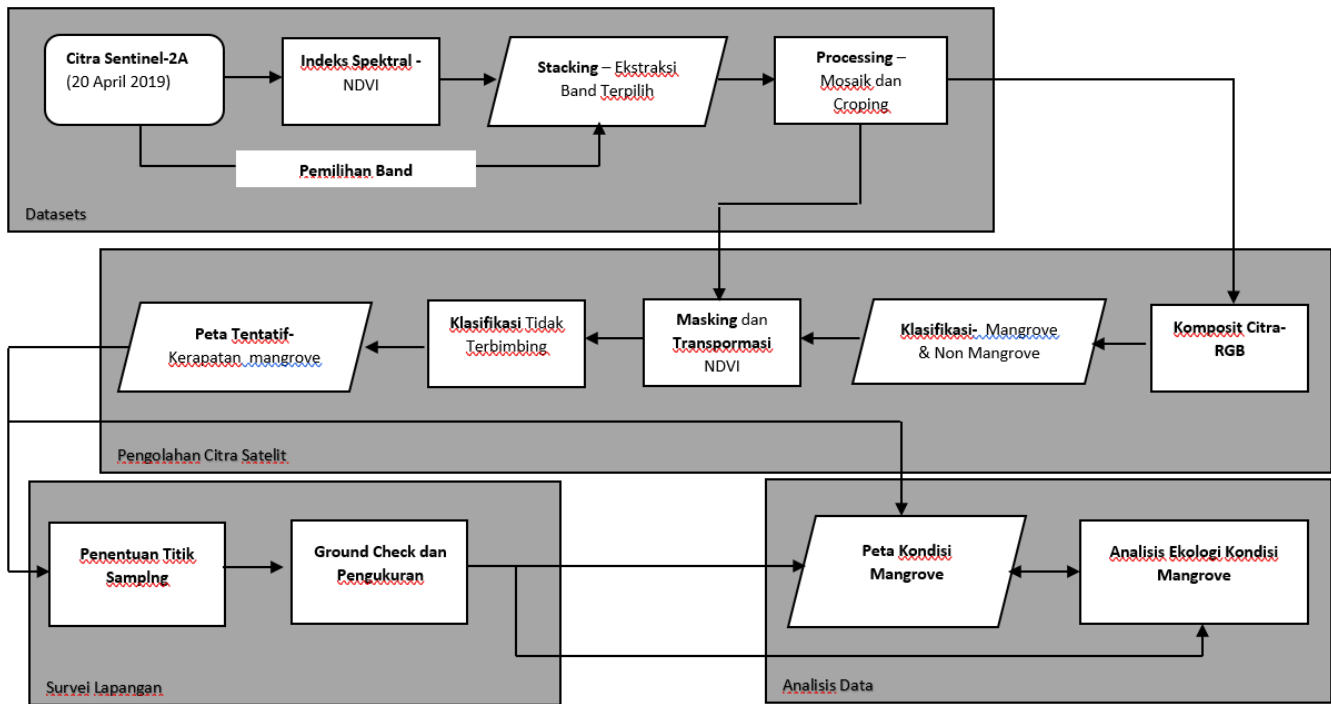 Citra Sentinel-2A
(20 April 2019)
Indeks Spektral -
NDVI
Stacking – Ekstraksi
Band Terpilih
Processing –
Mosaik dan
Croping
Pemilihan Band
Datasets
Peta Tentatif-
Kerapatan mangrove
Klasifikasi Tidak
Terbimbing
Masking dan
Transpormasi
NDVI
Klasifikasi- Mangrove
& Non Mangrove
Komposit Citra-
RGB
Pengolahan Citra Satelit
Penentuan Titik
Samplng
Ground Check dan
Pengukuran
Survei Lapangan
Peta Kondisi
Mangrove
Analisis Ekologi Kondisi
Mangrove
Analisis Data